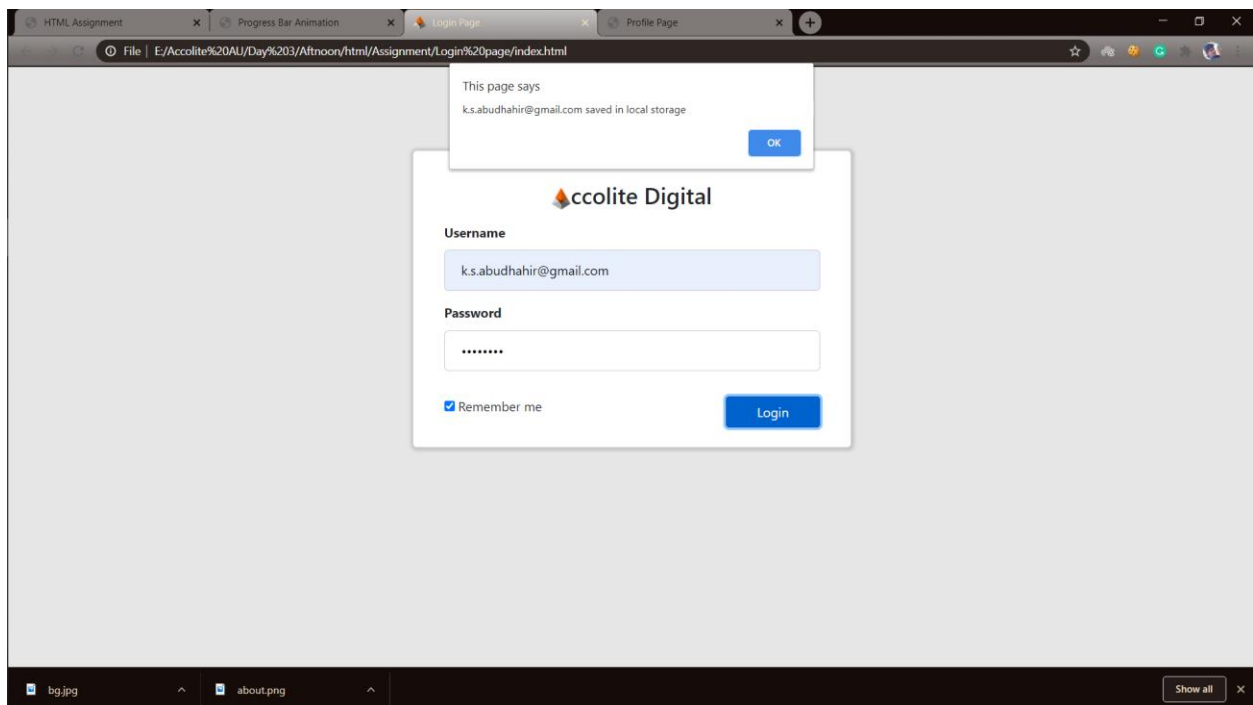 HTML Assignment
Progress Bar Animation
Login Page
Profile Page
File | E:/Accolite%20AU/Day%203/Aftnoon/html/Assignment/Login%20page/index.html
This page says
k.s.abudhahir@gmail.com saved in local storage
OK
ccolite Digital
Username
k.s.abudhahir@gmail.com
Password
••••••••
Remember me
Login
bg.jpg
about.png
Show all